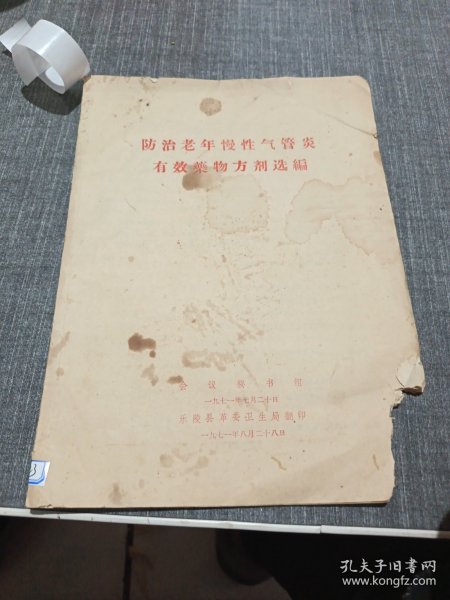 防治老年慢性气管炎
有效藥物方剂选編
会议秘书组
一九七一年七月二十日
乐陵县革委卫生局翻印
一九七一年八月二十八日
3
孔夫子旧书网
www.kongfz.com